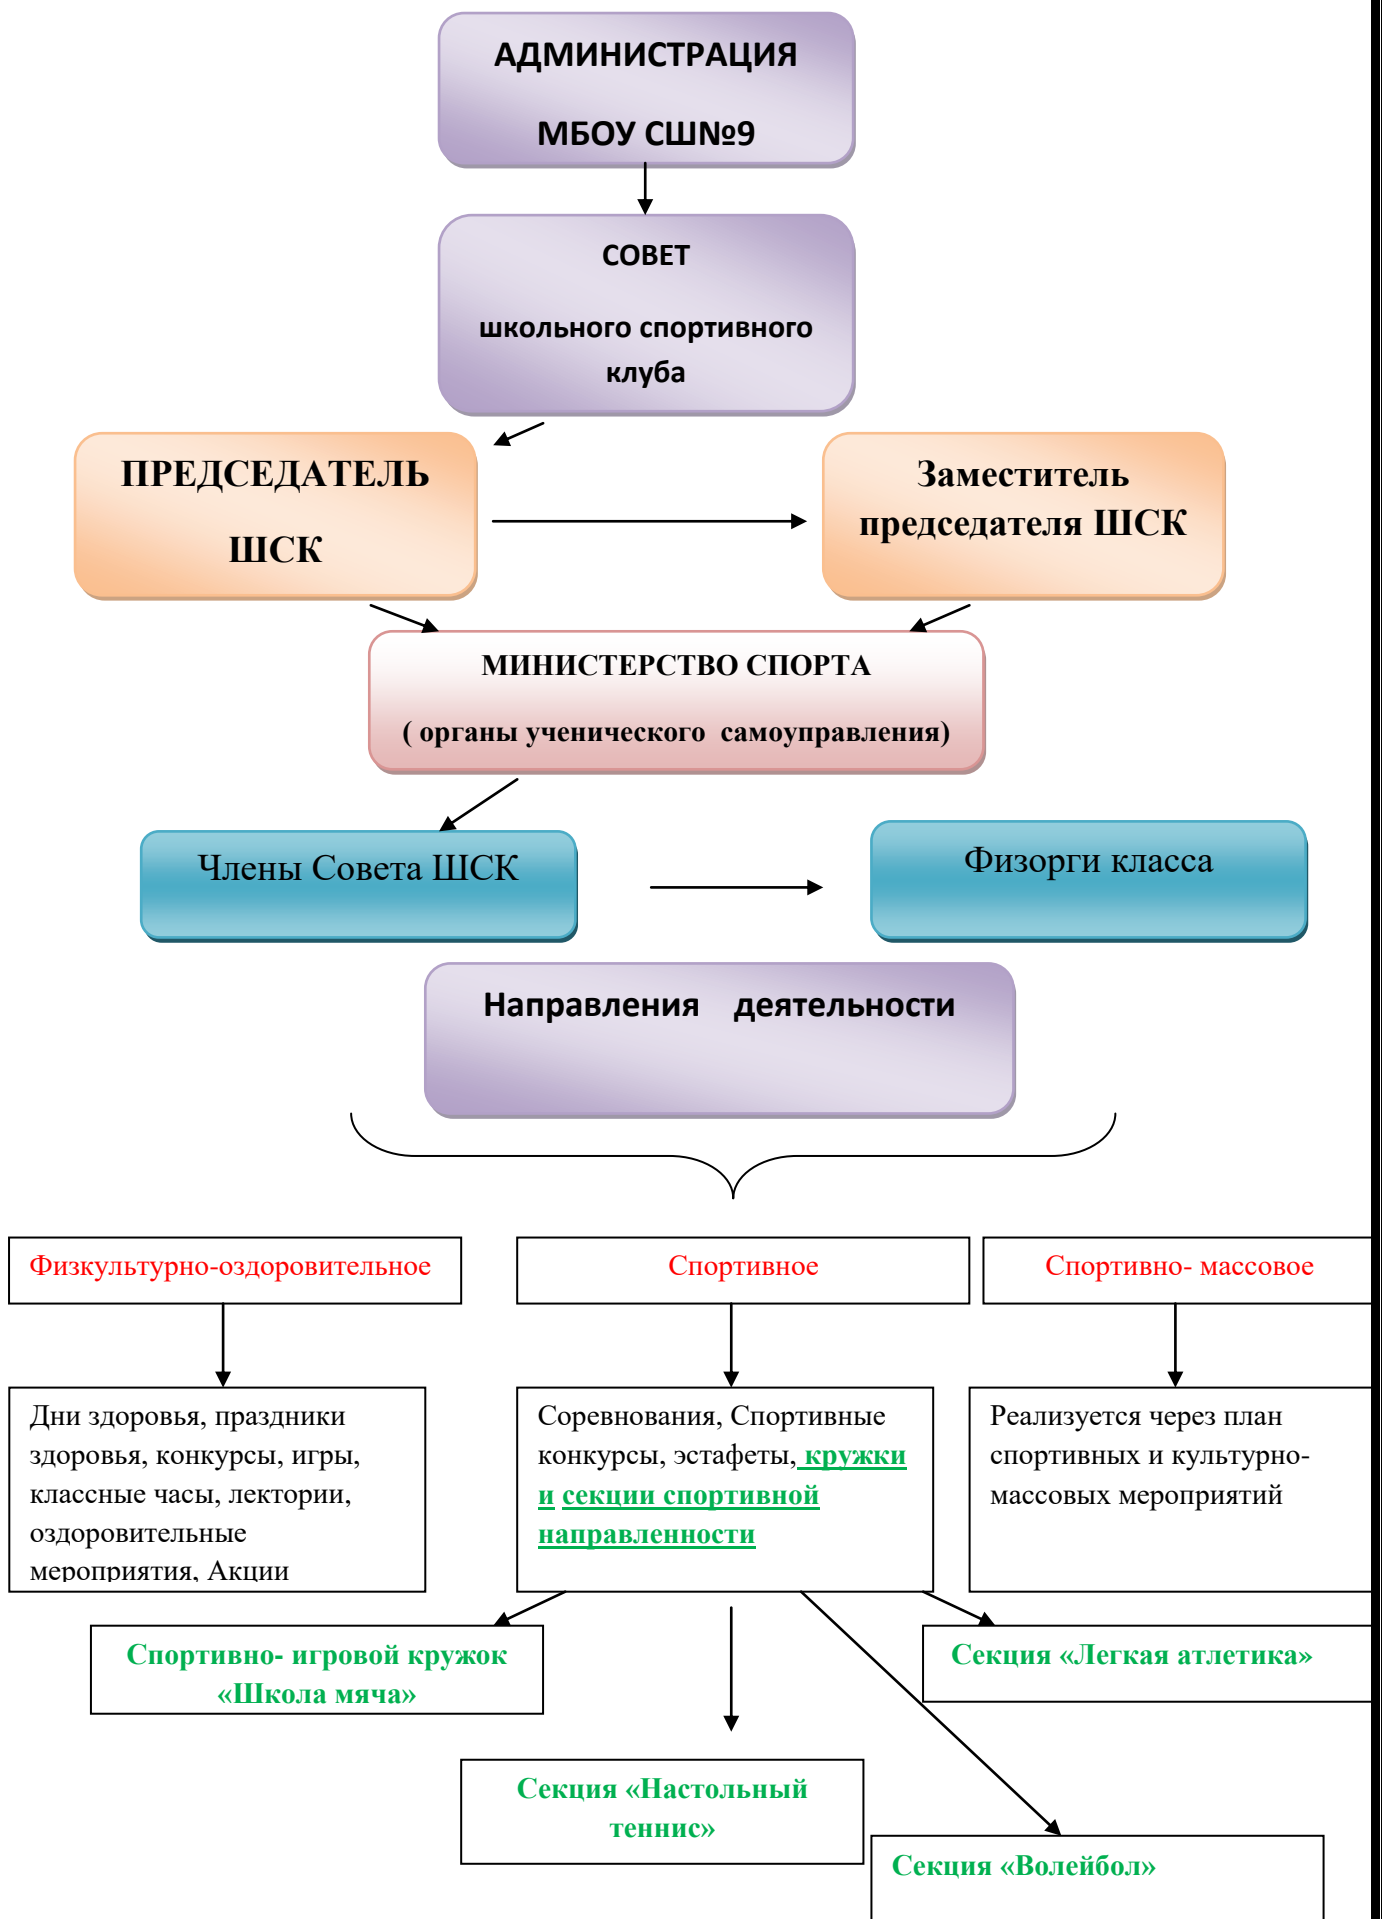 АДМИНИСТРАЦИЯ
МБОУ СШ№9
СОВЕТ
школьного спортивного
клуба
ПРЕДСЕДАТЕЛЬ
ШСК
Заместитель
председателя ШСК
МИНИСТЕРСТВО СПОРТА
( органы ученического самоуправления)
Члены Совета ШСК
Физорги класса
Направления деятельности
Физкультурно-оздоровительное
Спортивное
Спортивно- массовое
Дни здоровья, праздники
здоровья, конкурсы, игры,
классные часы, лектории,
оздоровительные
мероприятия, Акции
Соревнования, Спортивные
конкурсы, эстафеты, кружки
и секции спортивной
направленности
Реализуется через план
спортивных и культурно-
массовых мероприятий
Спортивно- игровой кружок
«Школа мяча»
Секция «Легкая атлетика»
Секция «Настольный
теннис»
Секция «Волейбол»